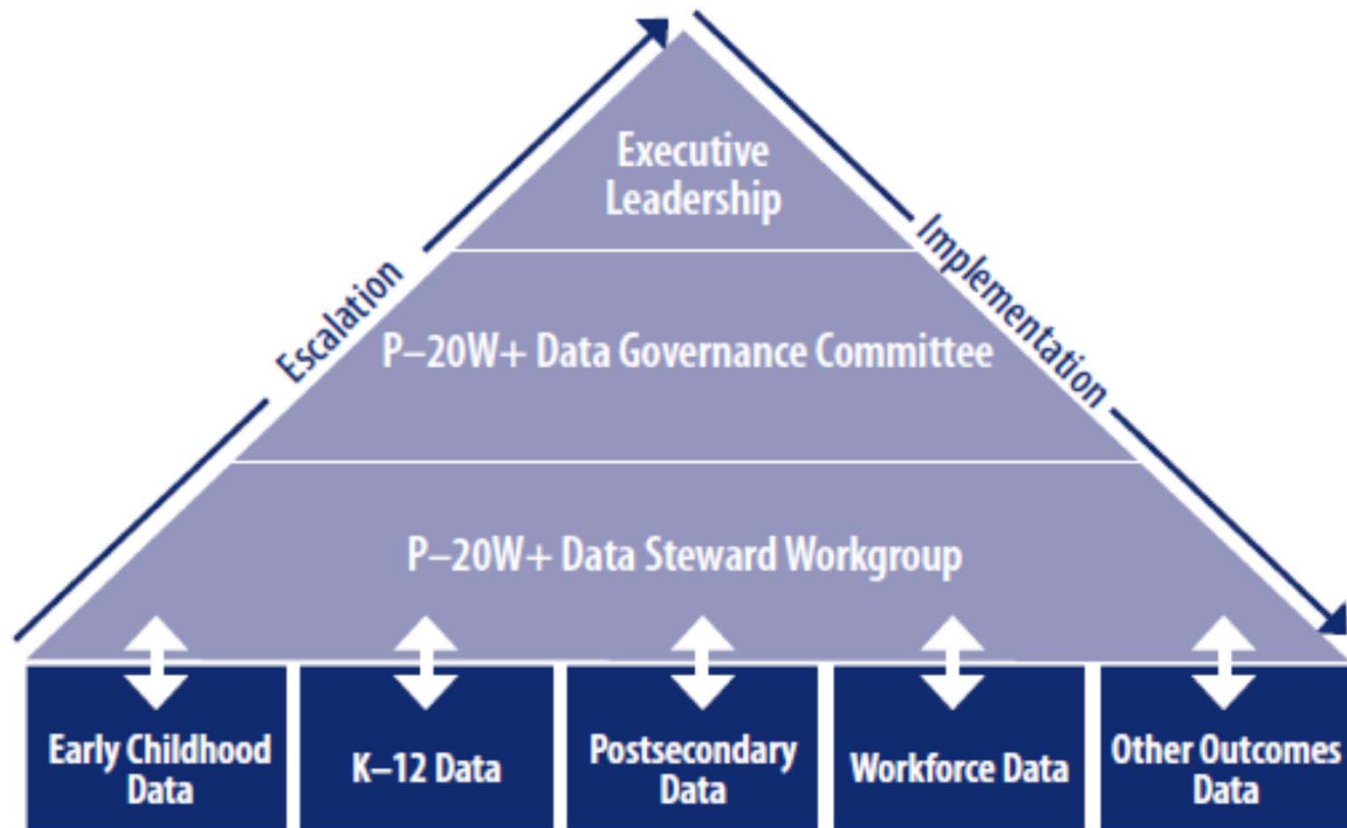 Executive
Leadership
Escalation
Implementation
P–20W+ Data Governance Committee
P–20W+ Data Steward Workgroup
Early Childhood
Data
K–12 Data
Postsecondary
Data
Workforce Data
Other Outcomes
Data